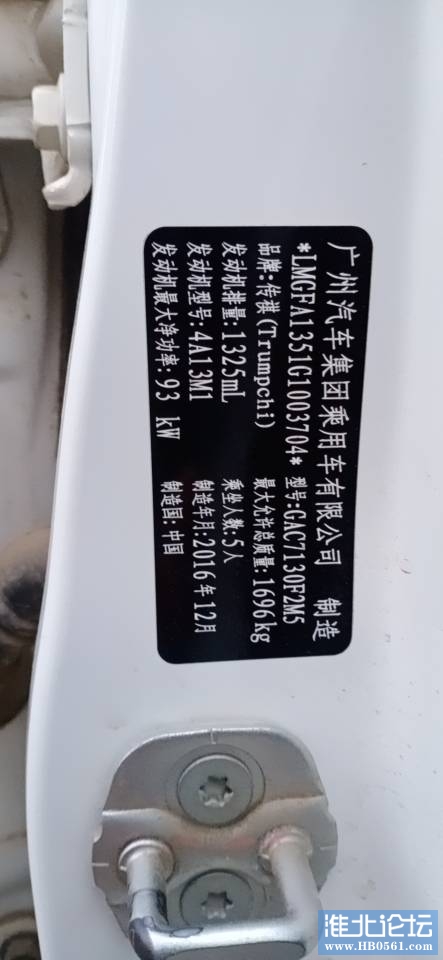 广州汽车集团乘用车有限公司 制造
*LMGFA1351G1003704* 型号:GAC7130F2M5
品牌:传祺(Trumpchi) 最大允许总质量:1696kg
发动机排量:1325mL 乘坐人数:5人
发动机型号:4A13M1 制造年月:2016年12月
发动机最大净功率:93 kW 制造国:中国
淮北论坛
www.HB0561.com